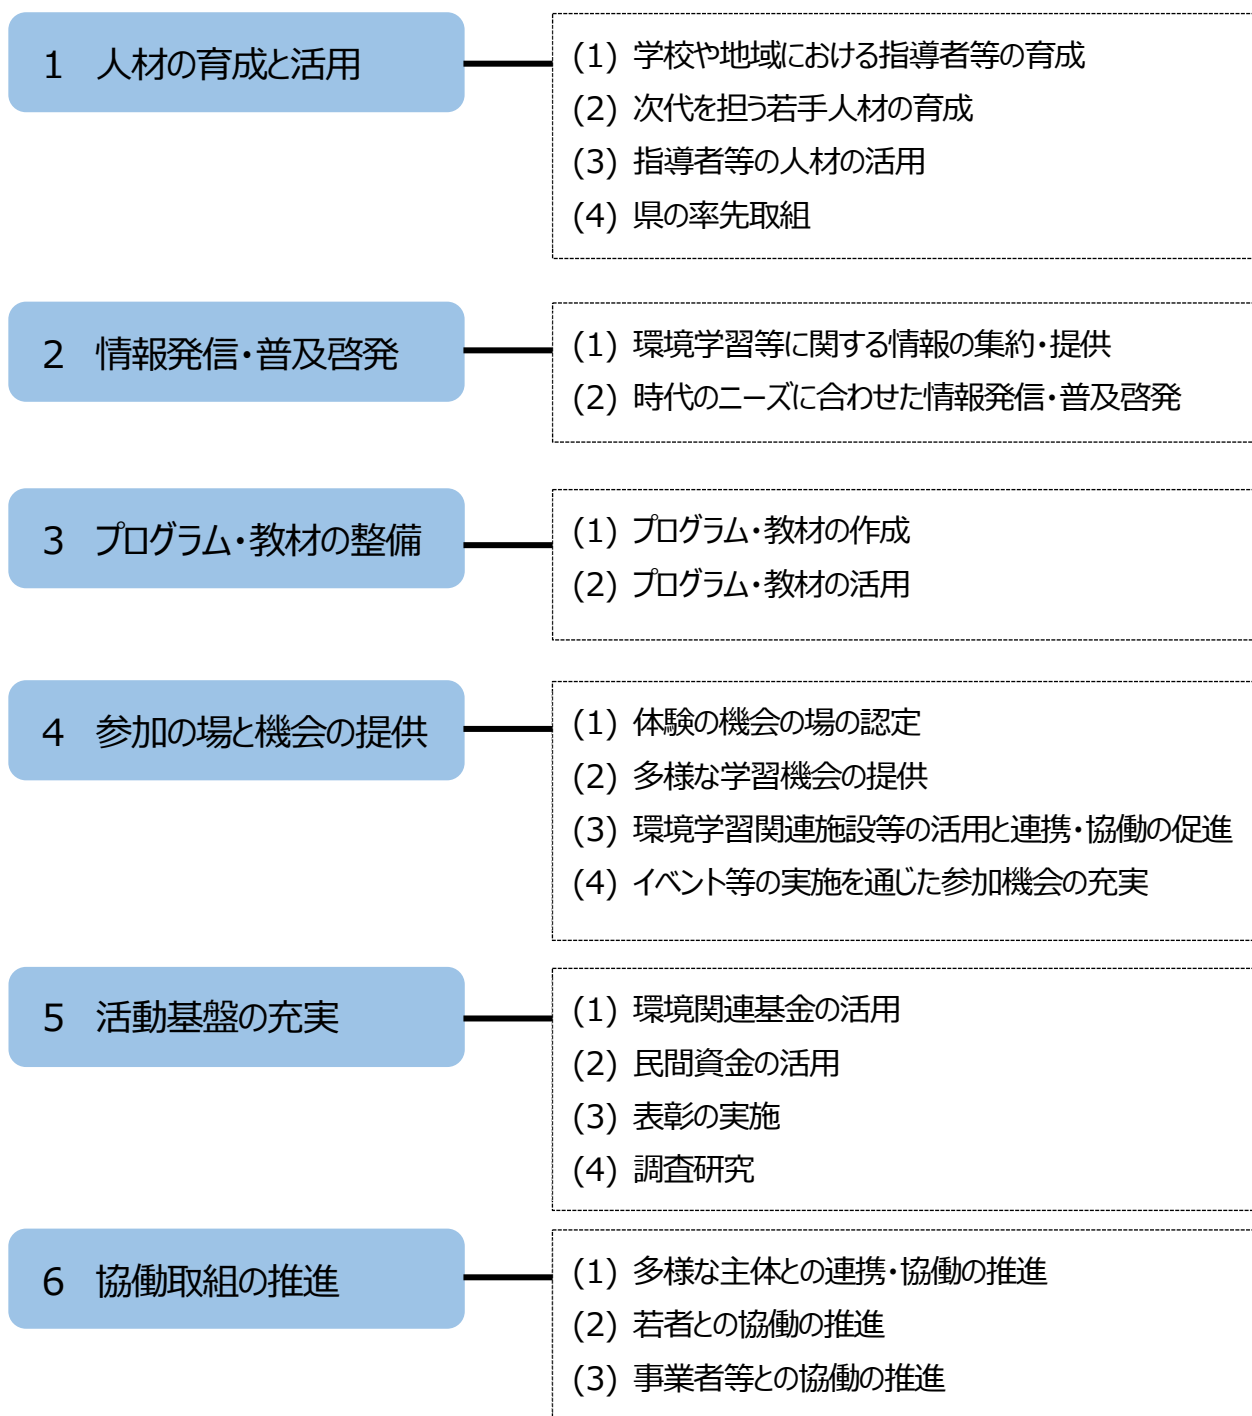 1 人材の育成と活用
(1) 学校や地域における指導者等の育成
(2) 次代を担う若手人材の育成
(3) 指導者等の人材の活用
(4) 県の率先取組
2 情報発信・普及啓発
(1) 環境学習等に関する情報の集約・提供
(2) 時代のニーズに合わせた情報発信・普及啓発
3 プログラム・教材の整備
(1) プログラム・教材の作成
(2) プログラム・教材の活用
4 参加の場と機会の提供
(1) 体験の機会の場の認定
(2) 多様な学習機会の提供
(3) 環境学習関連施設等の活用と連携・協働の促進
(4) イベント等の実施を通じた参加機会の充実
5 活動基盤の充実
(1) 環境関連基金の活用
(2) 民間資金の活用
(3) 表彰の実施
(4) 調査研究
6 協働取組の推進
(1) 多様な主体との連携・協働の推進
(2) 若者との協働の推進
(3) 事業者等との協働の推進